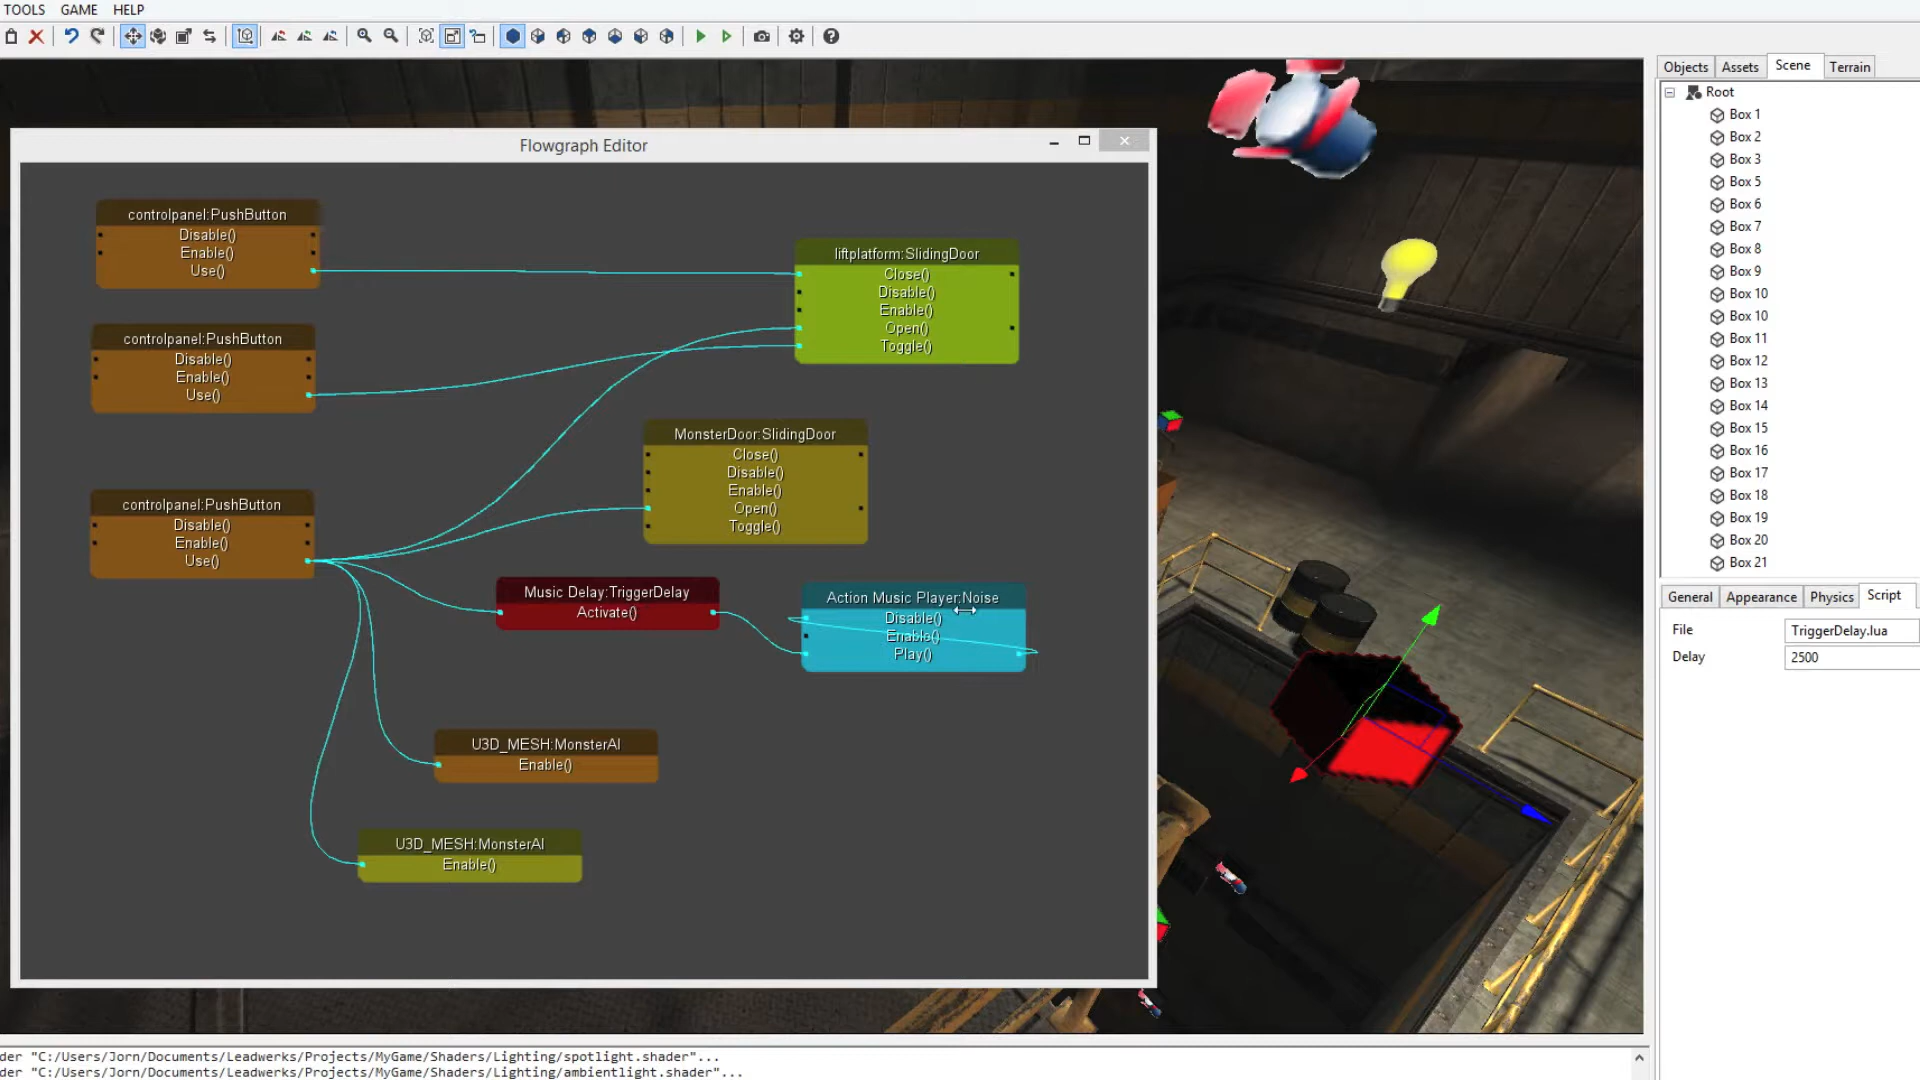 TOOLS GAME HELP
Objects Assets Scene Terrain
Root
Box 1
Box 2
Box 3
Box 5
Box 6
Box 7
Box 8
Box 9
Box 10
Box 10
Box 11
Box 12
Box 13
Box 14
Box 15
Box 16
Box 17
Box 18
Box 19
Box 20
Box 21
General Appearance Physics Script
File TriggerDelay.lua
Delay 2500
Flowgraph Editor
controlpanel:PushButton
Disable()
Enable()
Use()
controlpanel:PushButton
Disable()
Enable()
Use()
controlpanel:PushButton
Disable()
Enable()
Use()
liftplatform:SlidingDoor
Close()
Disable()
Enable()
Open()
Toggle()
MonsterDoor:SlidingDoor
Close()
Disable()
Enable()
Open()
Toggle()
Music Delay:TriggerDelay
Activate()
Action Music Player:Noise
Disable()
Enable()
Play()
U3D_MESH:MonsterAI
Enable()
U3D_MESH:MonsterAI
Enable()
der "C:/Users/Jorn/Documents/Leadwerks/Projects/MyGame/Shaders/Lighting/spotlight.shader"...
der "C:/Users/Jorn/Documents/Leadwerks/Projects/MyGame/Shaders/Lighting/ambientlight.shader"...